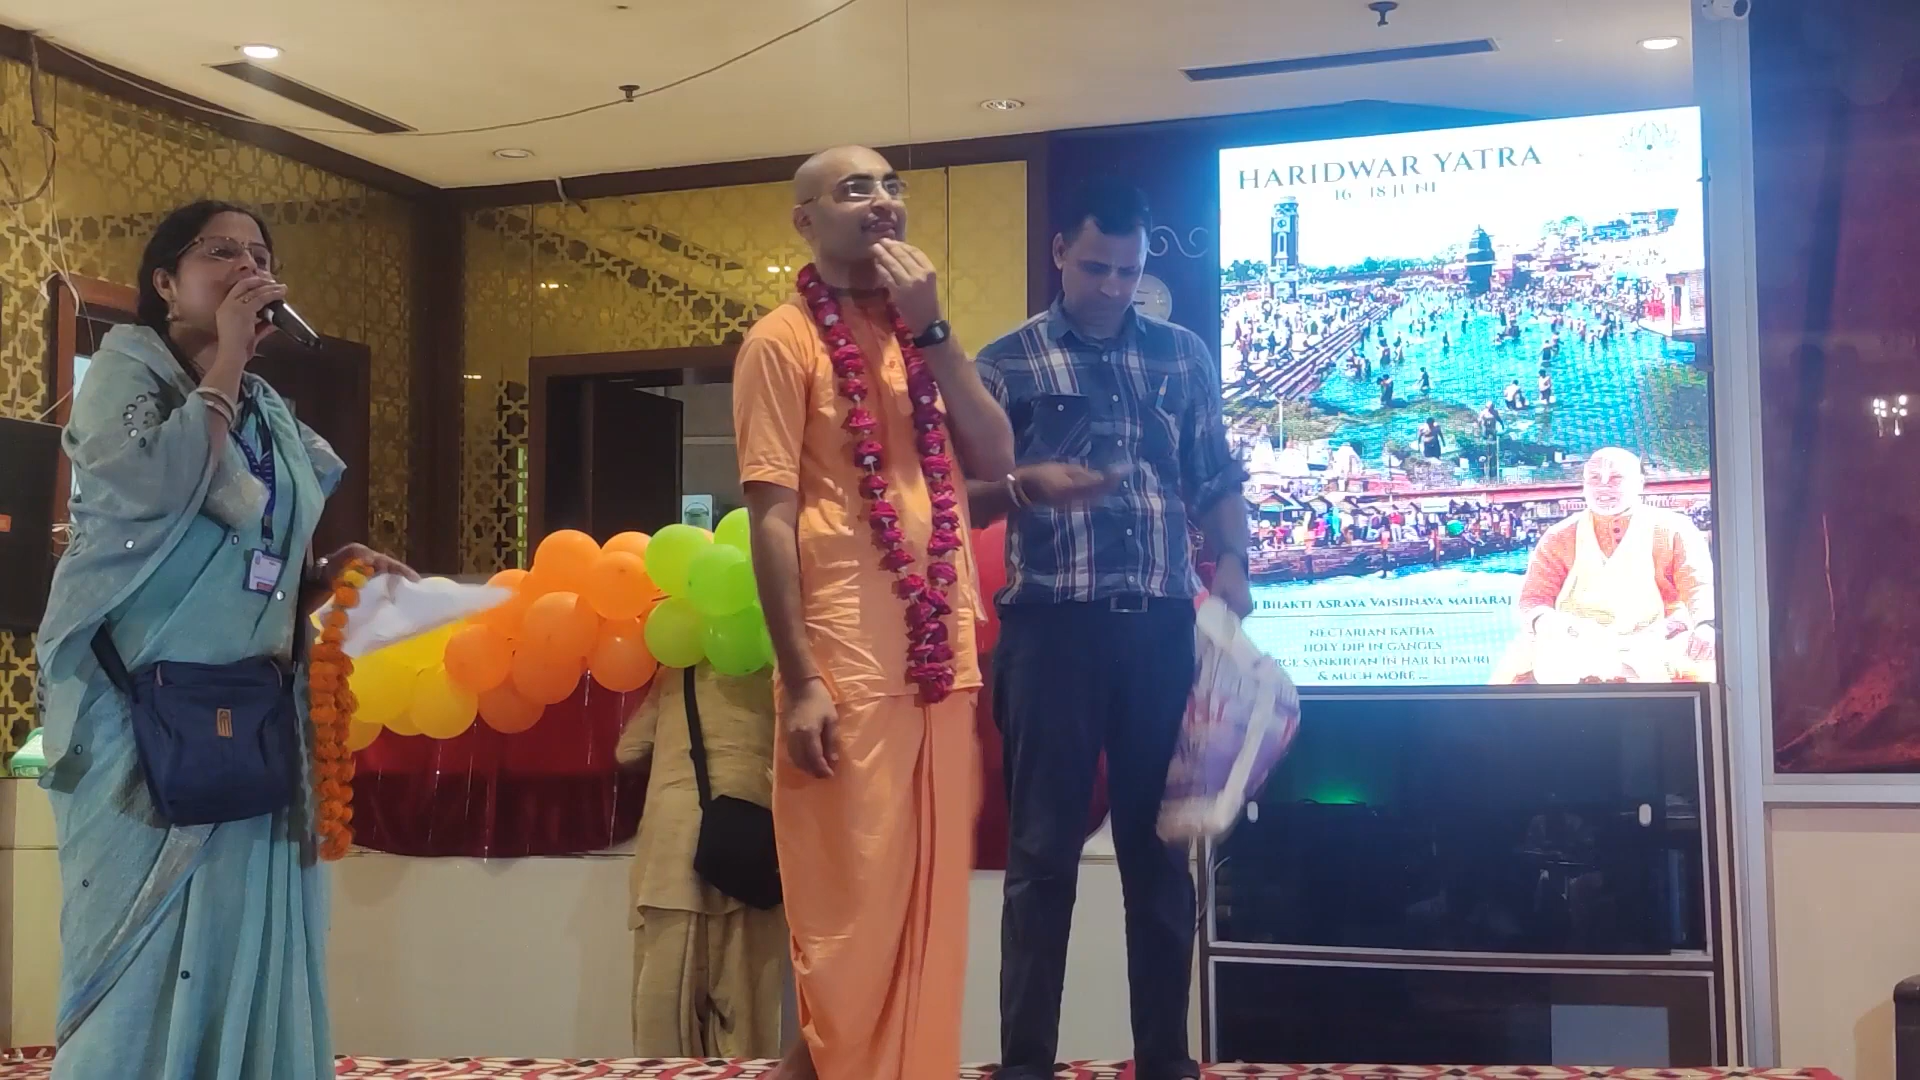 HARIDWAR YATRA
16 - 18 JUNE
BHAKTI ASRAYA VAISHNAVA MAHARAJ
NECTARIAN KATHA
HOLY DIP IN GANGES
SANKIRTAN IN HAR KI PAURI
& MUCH MORE ...